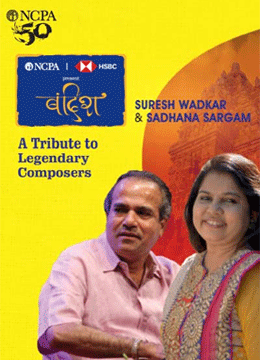 NCPA
50
NCPA | HSBC
present
बंदिश
SURESH WADKAR
& SADHANA SARGAM
A Tribute to
Legendary
Composers